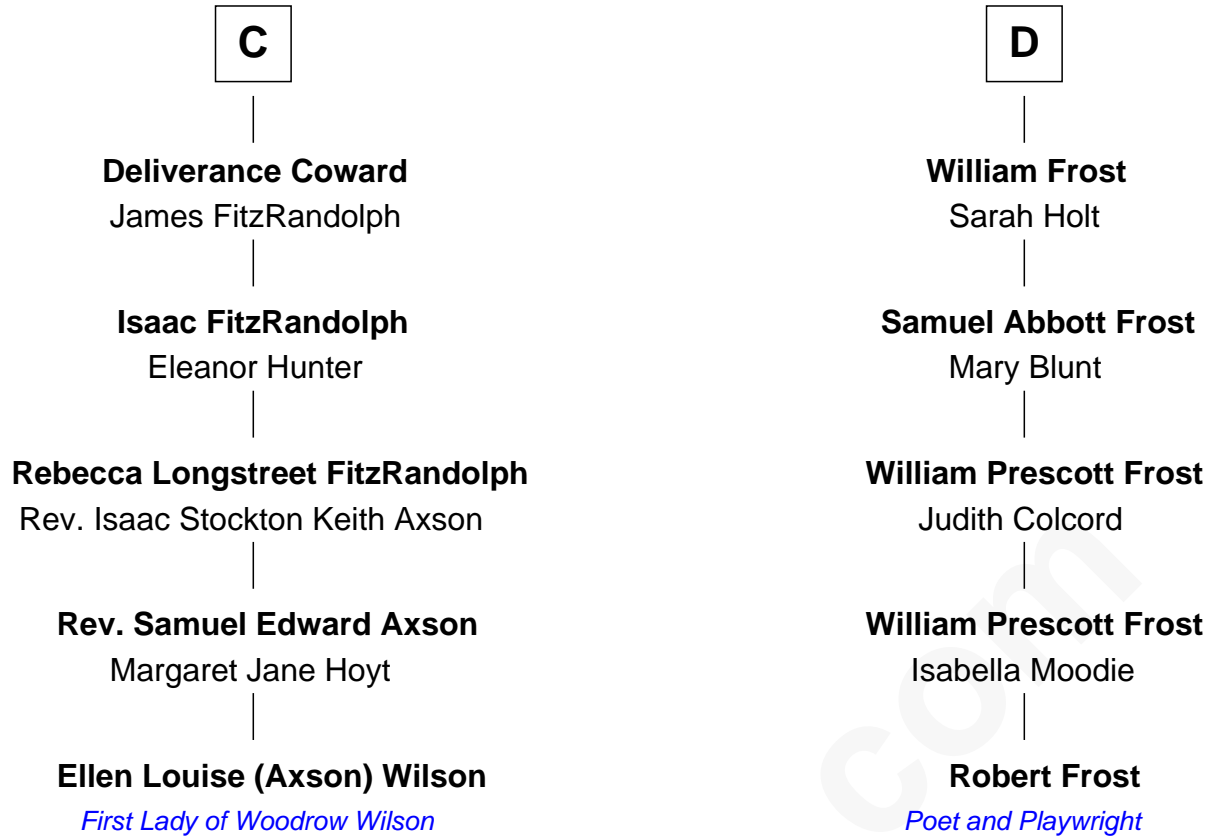 C
Deliverance Coward
James FitzRandolph
Isaac FitzRandolph
Eleanor Hunter
Rebecca Longstreet FitzRandolph
Rev. Isaac Stockton Keith Axson
Rev. Samuel Edward Axson
Margaret Jane Hoyt
Ellen Louise (Axson) Wilson
First Lady of Woodrow Wilson
D
William Frost
Sarah Holt
Samuel Abbott Frost
Mary Blunt
William Prescott Frost
Judith Colcord
William Prescott Frost
Isabella Moodie
Robert Frost
Poet and Playwright
com